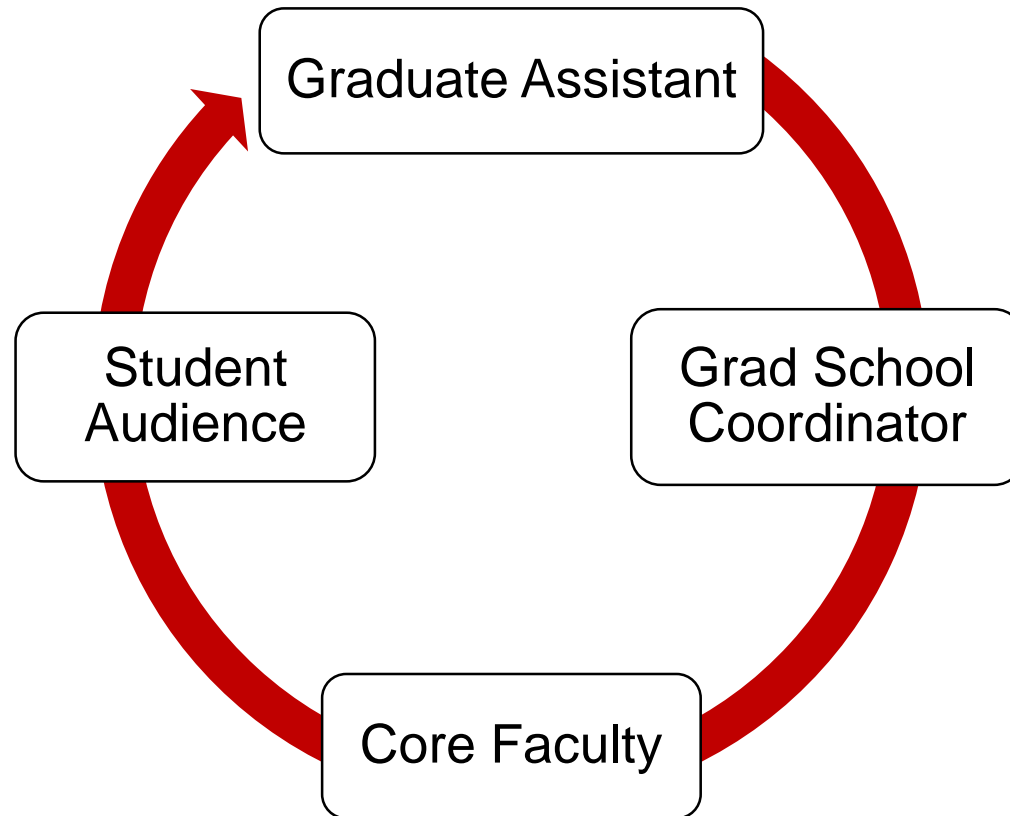 Graduate Assistant
Student
Audience
Grad School
Coordinator
Core Faculty